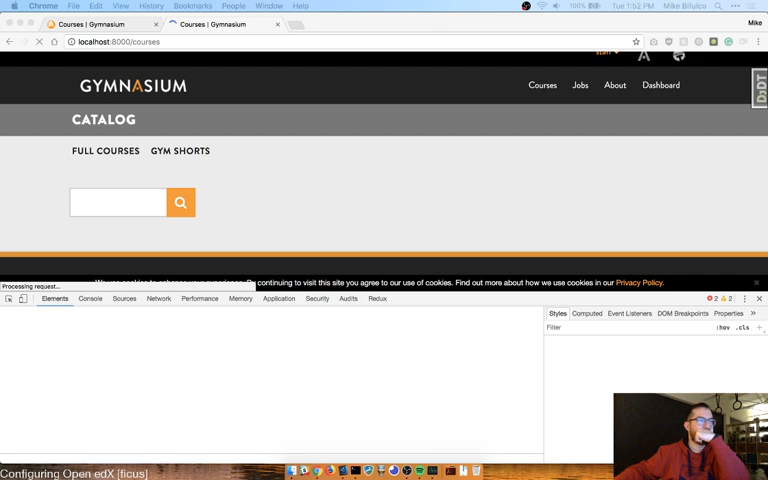 Chrome File Edit View History Bookmarks People Window Help 100% Tue 1:52 PM Mike Bifulco
Courses | Gymnasium Courses | Gymnasium Mike
localhost:8000/courses
GYMNASIUM Courses Jobs About Dashboard DJDT
CATALOG
FULL COURSES GYM SHORTS
continuing to visit this site you agree to our use of cookies. Find out more about how we use cookies in our Privacy Policy.
Processing request...
Elements Console Sources Network Performance Memory Application Security Audits Redux 2 2
Styles Computed Event Listeners DOM Breakpoints Properties »
Filter :hov .cls +
Configuring Open edX [ficus]